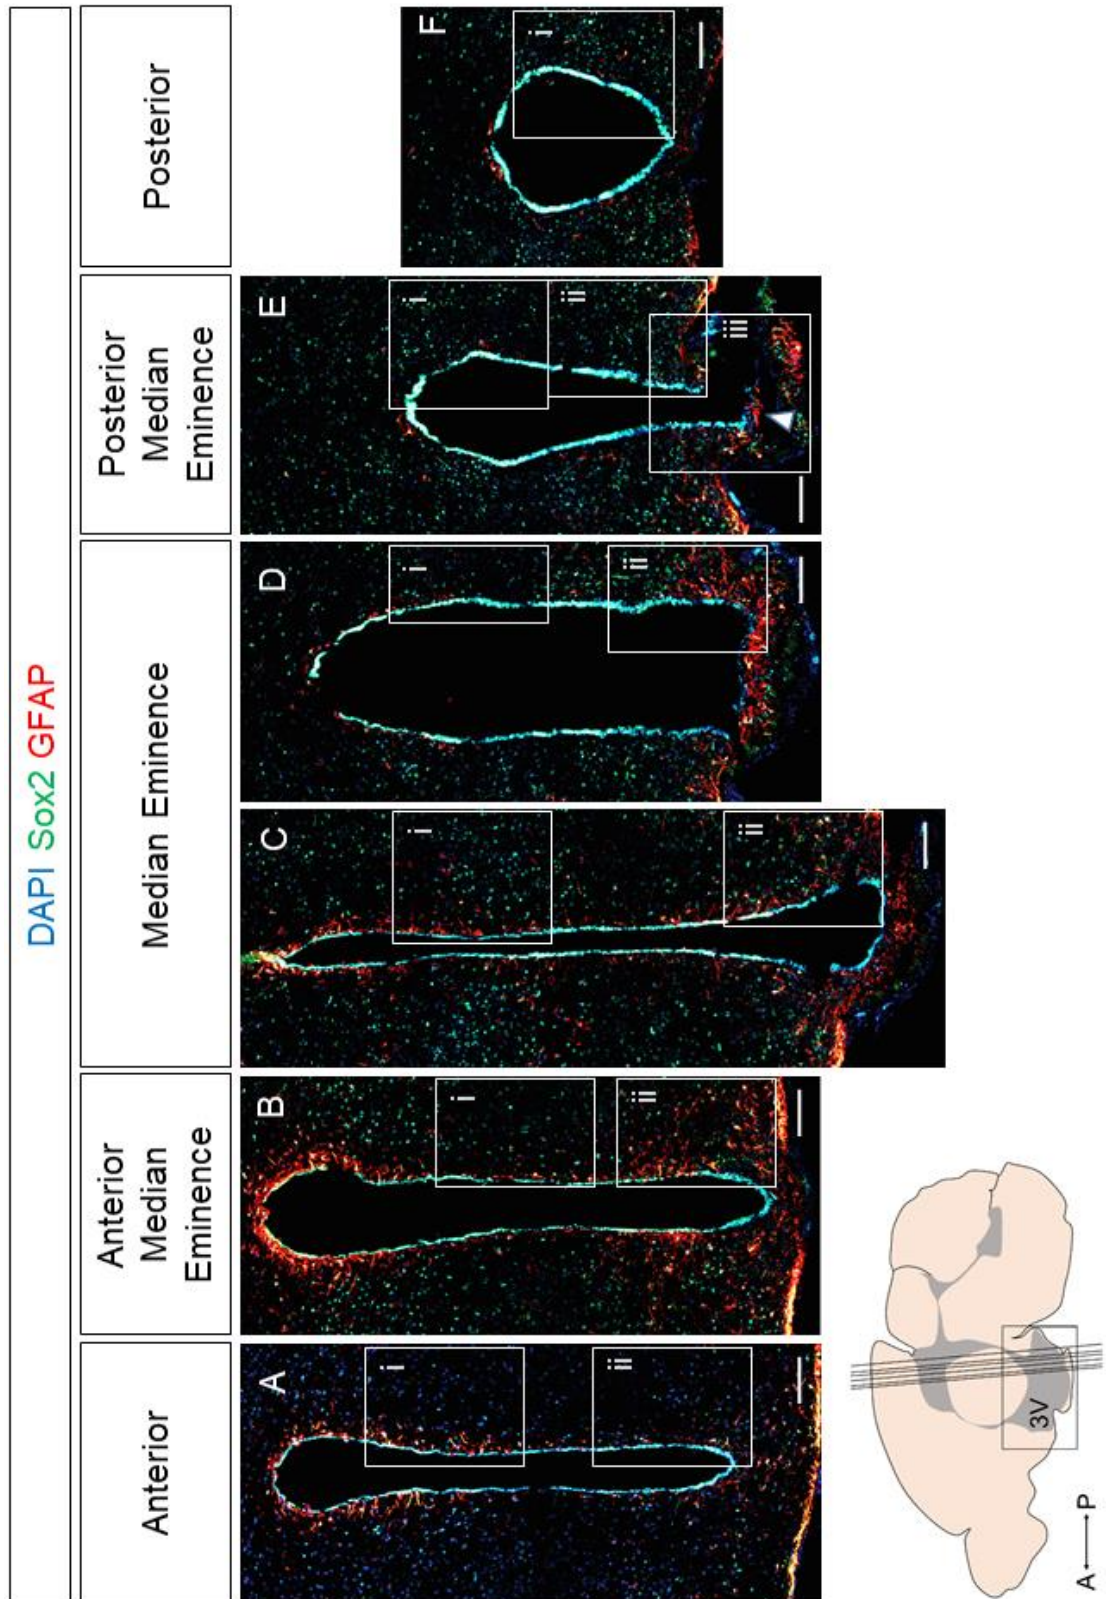 DAPI Sox2 GFAP
Anterior
Anterior
Median
Eminence
Median Eminence
Posterior
Median
Eminence
Posterior
A
i
ii
B
i
ii
C
i
ii
D
i
ii
E
i
ii
iii
F
i
3V
A
P